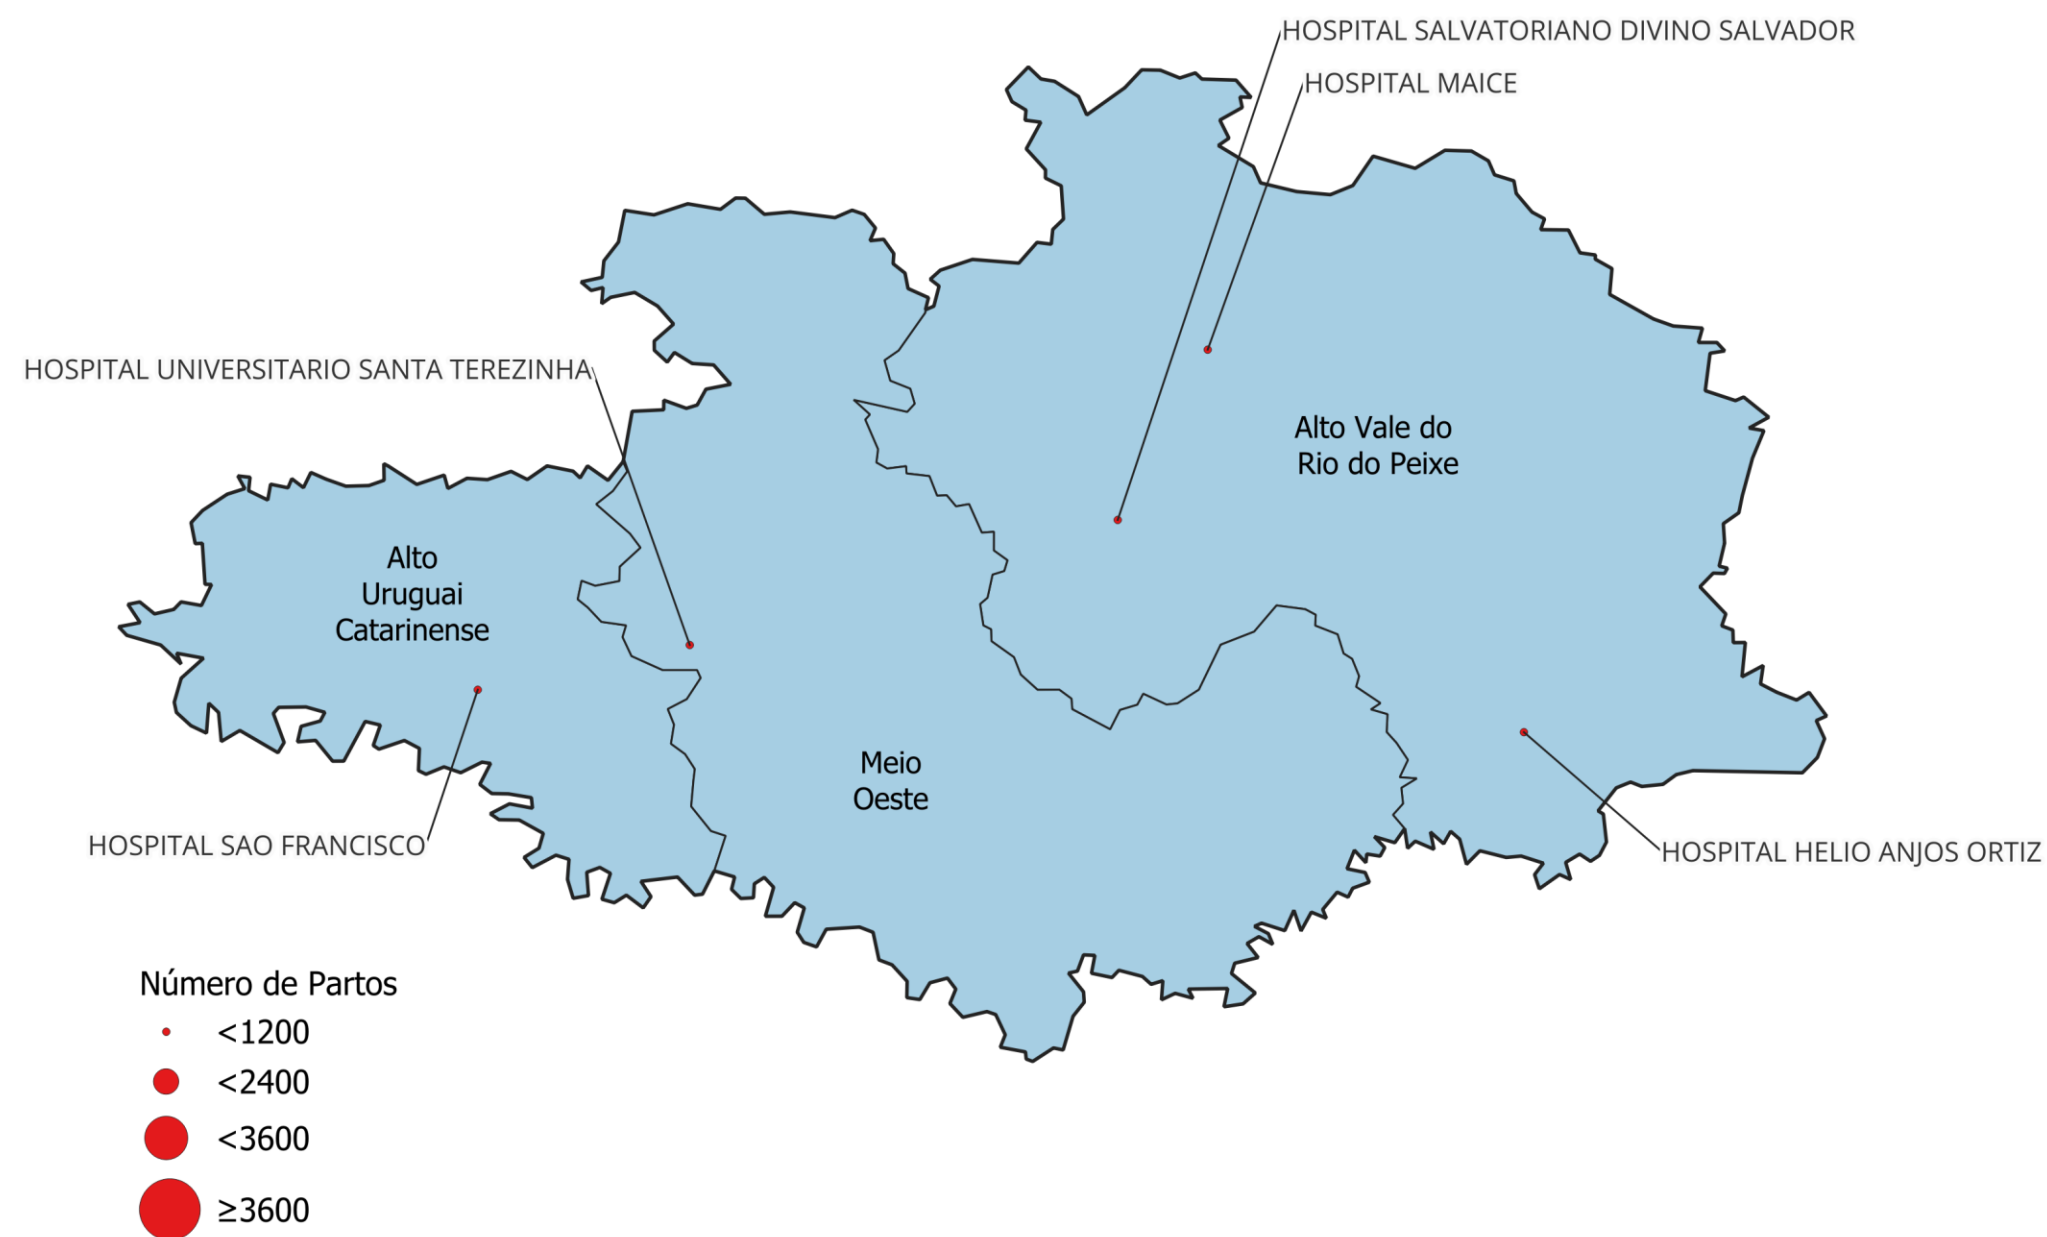 HOSPITAL SALVATORIANO DIVINO SALVADOR
HOSPITAL MAICE
HOSPITAL UNIVERSITARIO SANTA TEREZINHA
Alto Vale do
Rio do Peixe
Alto
Uruguai
Catarinense
Meio
Oeste
HOSPITAL SAO FRANCISCO
HOSPITAL HELIO ANJOS ORTIZ
Número de Partos
<1200
<2400
<3600
≥3600